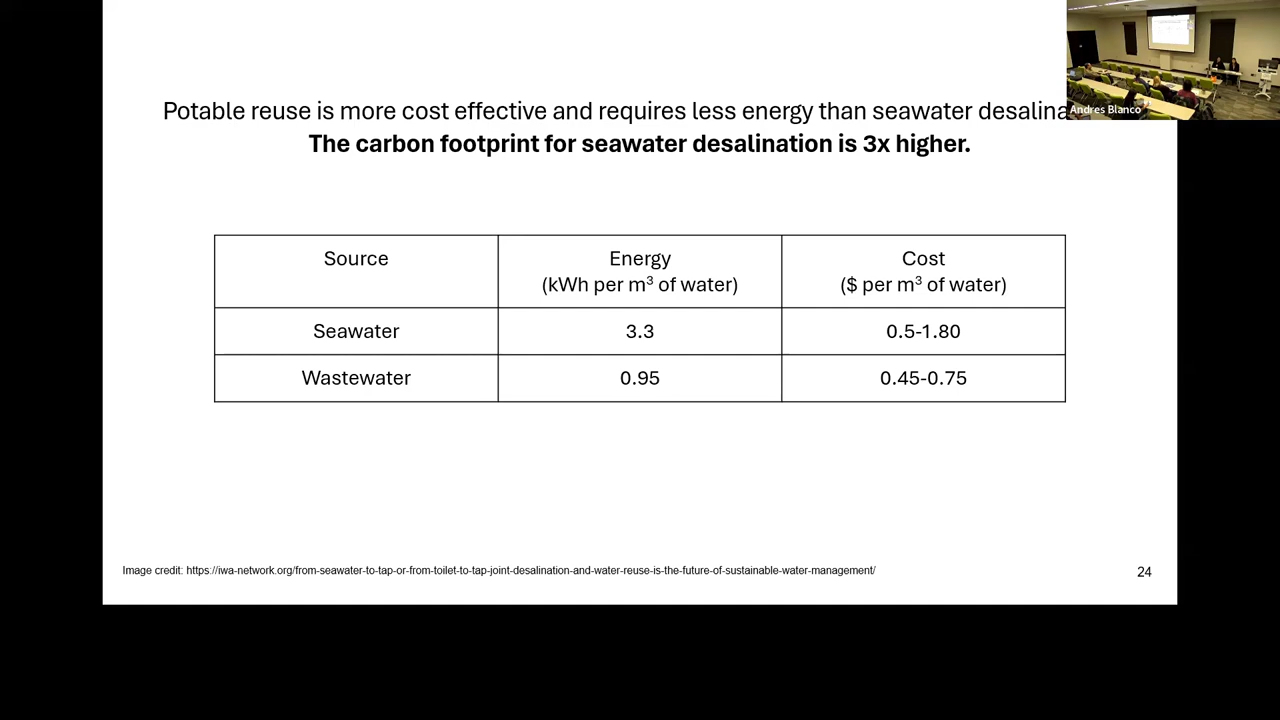 Potable reuse is more cost effective and requires less energy than seawater
The carbon footprint for seawater desalination is 3x higher.
Andres Blanco
Source
Energy
(kWh per m³ of water)
Cost
($ per m³ of water)
Seawater
3.3
0.5-1.80
Wastewater
0.95
0.45-0.75
Image credit: https://iwa-network.org/from-seawater-to-tap-or-from-toilet-to-tap-joint-desalination-and-water-reuse-is-the-future-of-sustainable-water-management/
24